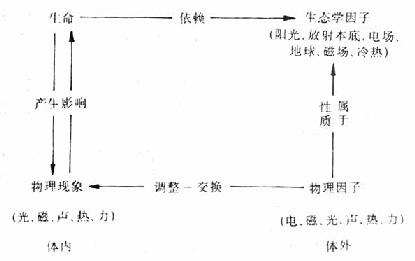 生命 依赖 生态学因子
(阳光、放射本底、电场、
地球、磁场、冷热)
产生影响 性属
质于
物理现象 调整－交换 物理因子
(光、磁、声、热、力) (电、磁、光、声、热、力)
体内 体外